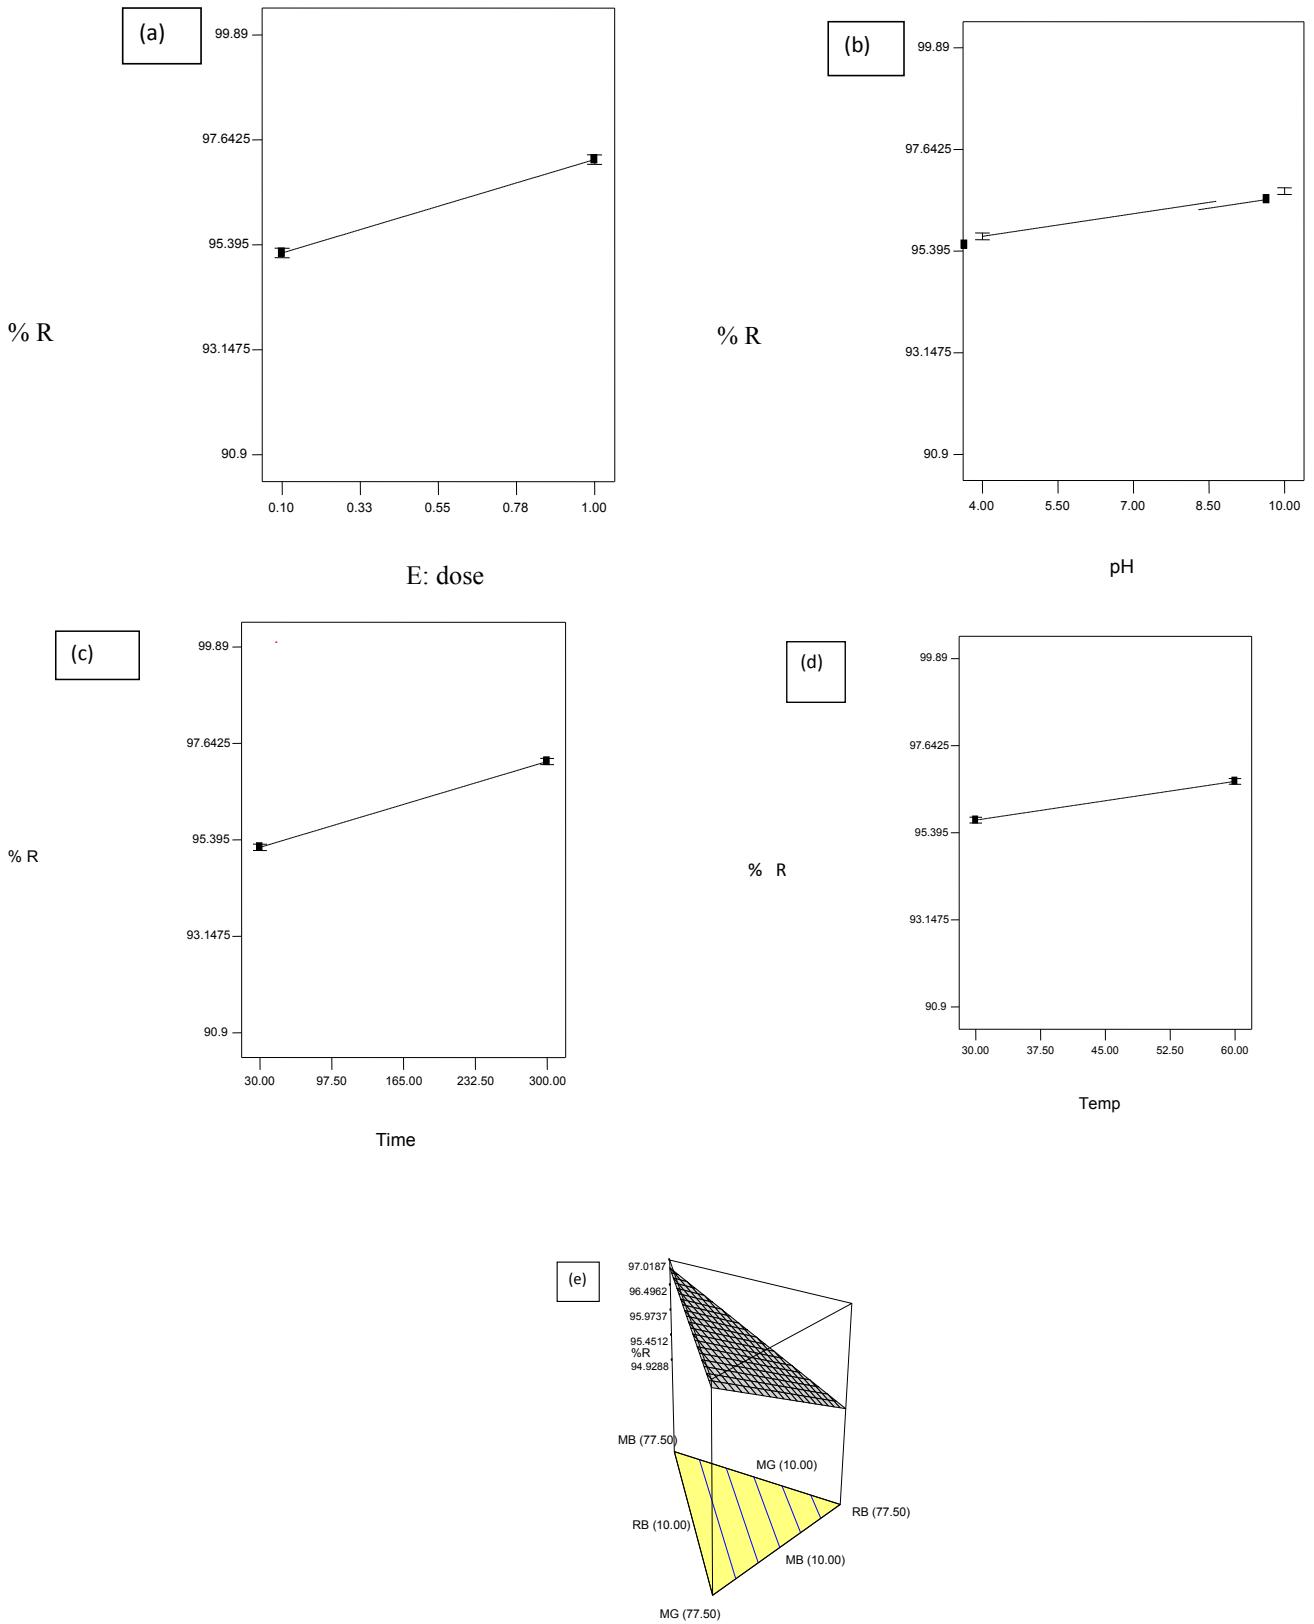 (a)
99.89
97.6425
95.395
93.1475
90.9
% R
0.10 0.33 0.55 0.78 1.00
E: dose
(b)
99.89
97.6425
95.395
93.1475
90.9
% R
4.00 5.50 7.00 8.50 10.00
pH
(c)
99.89
97.6425
95.395
93.1475
90.9
% R
30.00 97.50 165.00 232.50 300.00
Time
(d)
99.89
97.6425
95.395
93.1475
90.9
% R
30.00 37.50 45.00 52.50 60.00
Temp
(e)
97.0187
96.4962
95.9737
95.4512
%R
94.9288
MB (77.50)
MG (10.00)
RB (77.50)
RB (10.00)
MB (10.00)
MG (77.50)